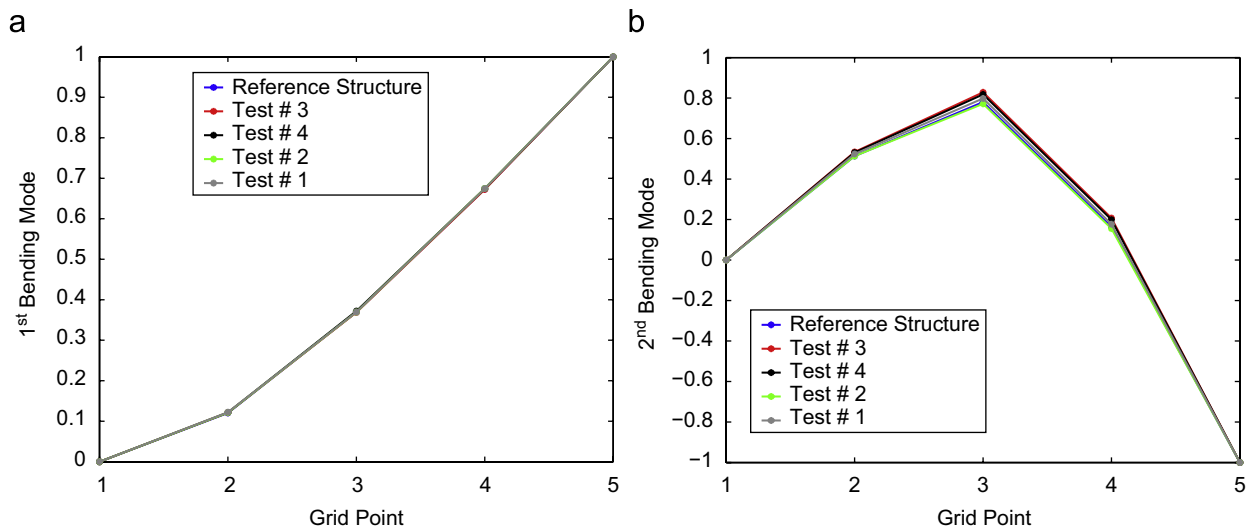 a
1st Bending Mode
1
0.9
0.8
0.7
0.6
0.5
0.4
0.3
0.2
0.1
0
Reference Structure
Test # 3
Test # 4
Test # 2
Test # 1
1 2 3 4 5
Grid Point
b
2nd Bending Mode
1
0.8
0.6
0.4
0.2
0
−0.2
−0.4
−0.6
−0.8
−1
Reference Structure
Test # 3
Test # 4
Test # 2
Test # 1
1 2 3 4 5
Grid Point